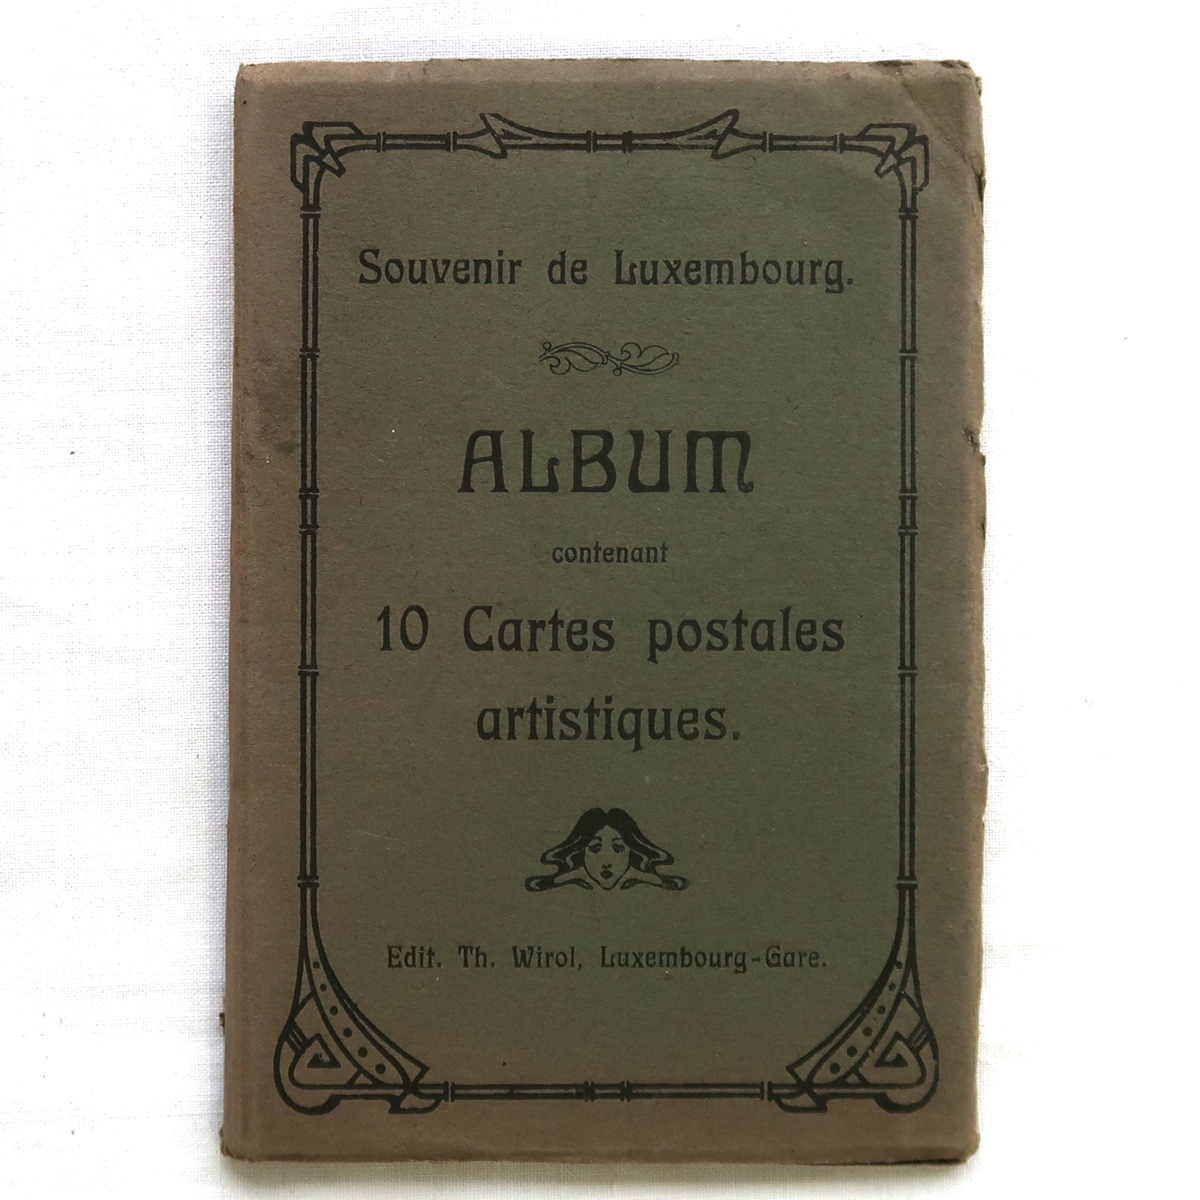 Souvenir de Luxembourg.
ALBUM
contenant
10 Cartes postales
artistiques.
Edit. Th. Wirol, Luxembourg-Gare.